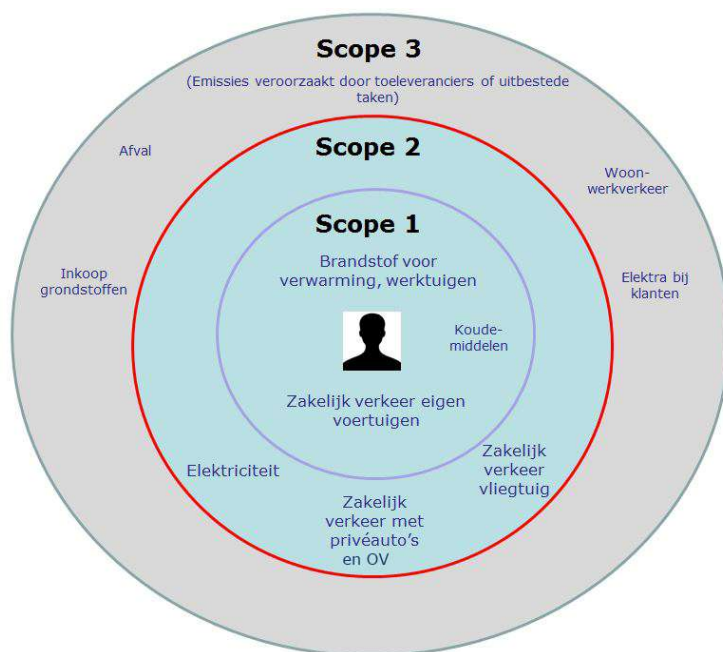 Scope 3
(Emissies veroorzaakt door toeleveranciers of uitbestede
taken)
Afval
Scope 2
Woon-
werkverkeer
Scope 1
Brandstof voor
verwarming, werktuigen
Inkoop
grondstoffen
Elektra bij
klanten
Koude-
middelen
Zakelijk verkeer eigen
voertuigen
Elektriciteit
Zakelijk
verkeer
vliegtuig
Zakelijk
verkeer met
privéauto's
en OV